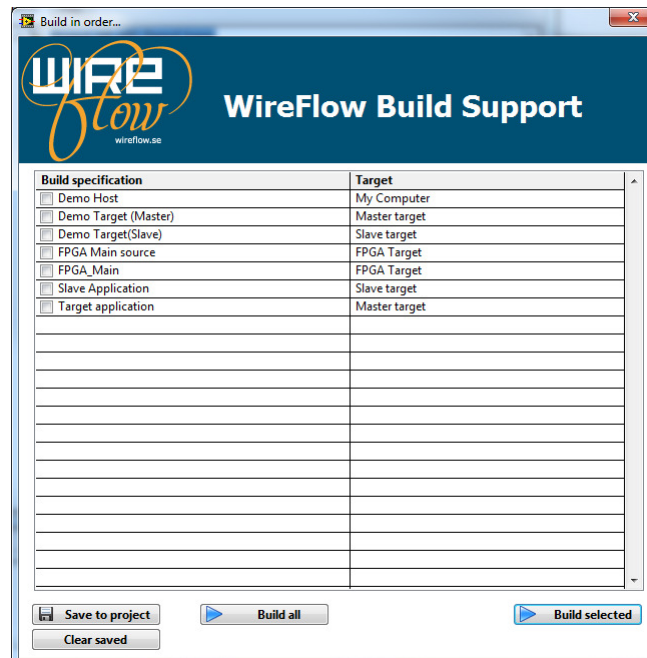 Build in order...
WIRE
flow
wireflow.se
WireFlow Build Support
Build specification Target
Demo Host My Computer
Demo Target (Master) Master target
Demo Target(Slave) Slave target
FPGA Main source FPGA Target
FPGA_Main FPGA Target
Slave Application Slave target
Target application Master target
Save to project Build all Build selected
Clear saved